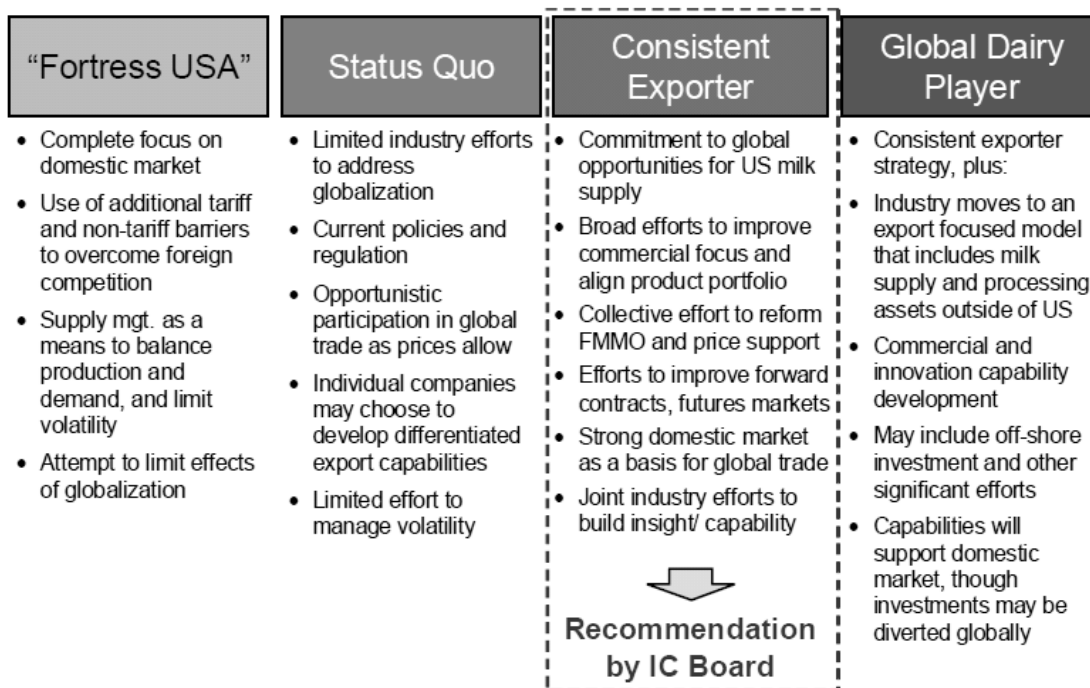 “Fortress USA”
• Complete focus on
domestic market
• Use of additional tariff
and non-tariff barriers
to overcome foreign
competition
• Supply mgt. as a
means to balance
production and
demand, and limit
volatility
• Attempt to limit effects
of globalization
Status Quo
• Limited industry efforts
to address
globalization
• Current policies and
regulation
• Opportunistic
participation in global
trade as prices allow
• Individual companies
may choose to
develop differentiated
export capabilities
• Limited effort to
manage volatility
Consistent
Exporter
• Commitment to global
opportunities for US milk
supply
• Broad efforts to improve
commercial focus and
align product portfolio
• Collective effort to reform
FMMO and price support
• Efforts to improve forward
contracts, futures markets
• Strong domestic market
as a basis for global trade
• Joint industry efforts to
build insight/ capability
Recommendation
by IC Board
Global Dairy
Player
• Consistent exporter
strategy, plus:
• Industry moves to an
export focused model
that includes milk
supply and processing
assets outside of US
• Commercial and
innovation capability
development
• May include off-shore
investment and other
significant efforts
• Capabilities will
support domestic
market, though
investments may be
diverted globally